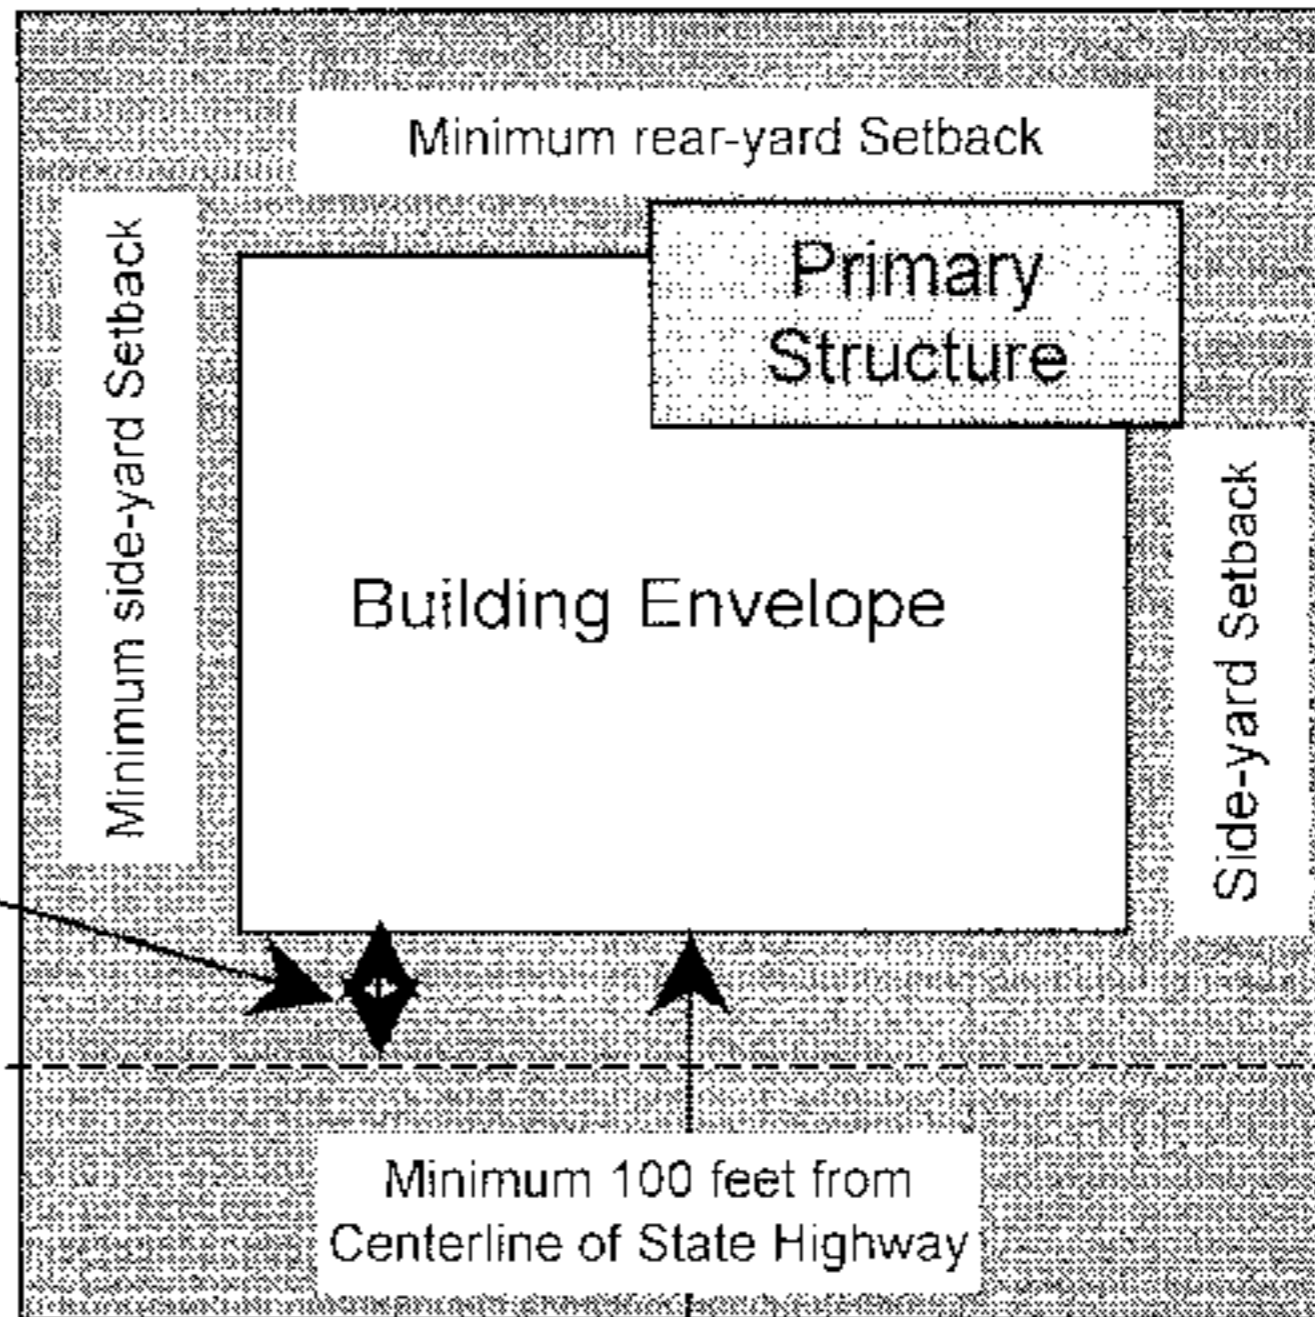 Minimum rear-yard Setback
Primary
Structure
Minimum side-yard Setback
Building Envelope
Side-yard Setback
Minimum 100 feet from
Centerline of State Highway